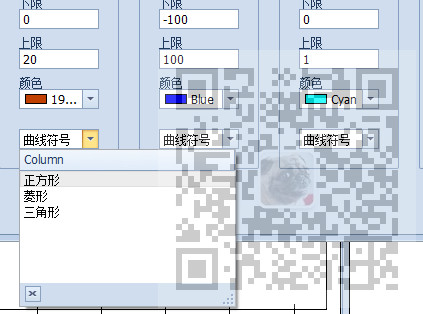 下限 下限 下限
0 -100 0
上限 上限 上限
20 100 1
颜色 颜色 颜色
19... Blue Cyan
曲线符号 曲线符号 曲线符号
Column
正方形
菱形
三角形